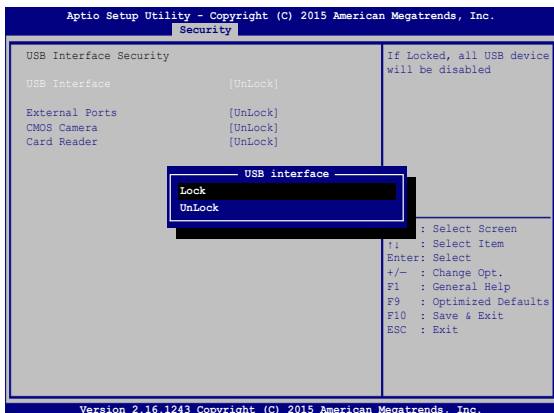 Aptio Setup Utility - Copyright (C) 2015 American Megatrends, Inc.
Security
USB Interface Security
USB Interface [UnLock]
External Ports [UnLock]
CMOS Camera [UnLock]
Card Reader [UnLock]
If Locked, all USB device
will be disabled
USB interface
Lock
UnLock
: Select Screen
↑↓ : Select Item
Enter: Select
+/— : Change Opt.
F1 : General Help
F9 : Optimized Defaults
F10 : Save & Exit
ESC : Exit
Version 2.16.1243 Copyright (C) 2015 American Megatrends, Inc.